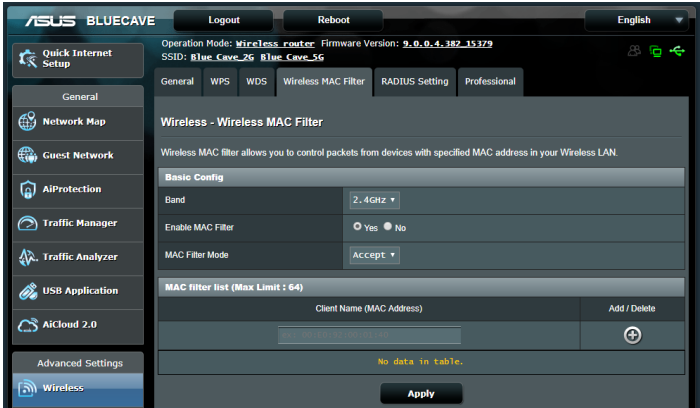 ASUS BLUECAVE
Logout
Reboot
English
Quick Internet
Setup
Operation Mode: Wireless router Firmware Version: 9.0.0.4.382_15379
SSID: Blue Cave_2G Blue Cave_5G
General
WPS
WDS
Wireless MAC Filter
RADIUS Setting
Professional
General
Network Map
Guest Network
AiProtection
Traffic Manager
Traffic Analyzer
USB Application
AiCloud 2.0
Advanced Settings
Wireless
Wireless - Wireless MAC Filter
Wireless MAC filter allows you to control packets from devices with specified MAC address in your Wireless LAN.
Basic Config
Band
2.4GHz
Enable MAC Filter
Yes No
MAC Filter Mode
Accept
MAC filter list (Max Limit : 64)
Client Name (MAC Address)
Add / Delete
No data in table.
Apply